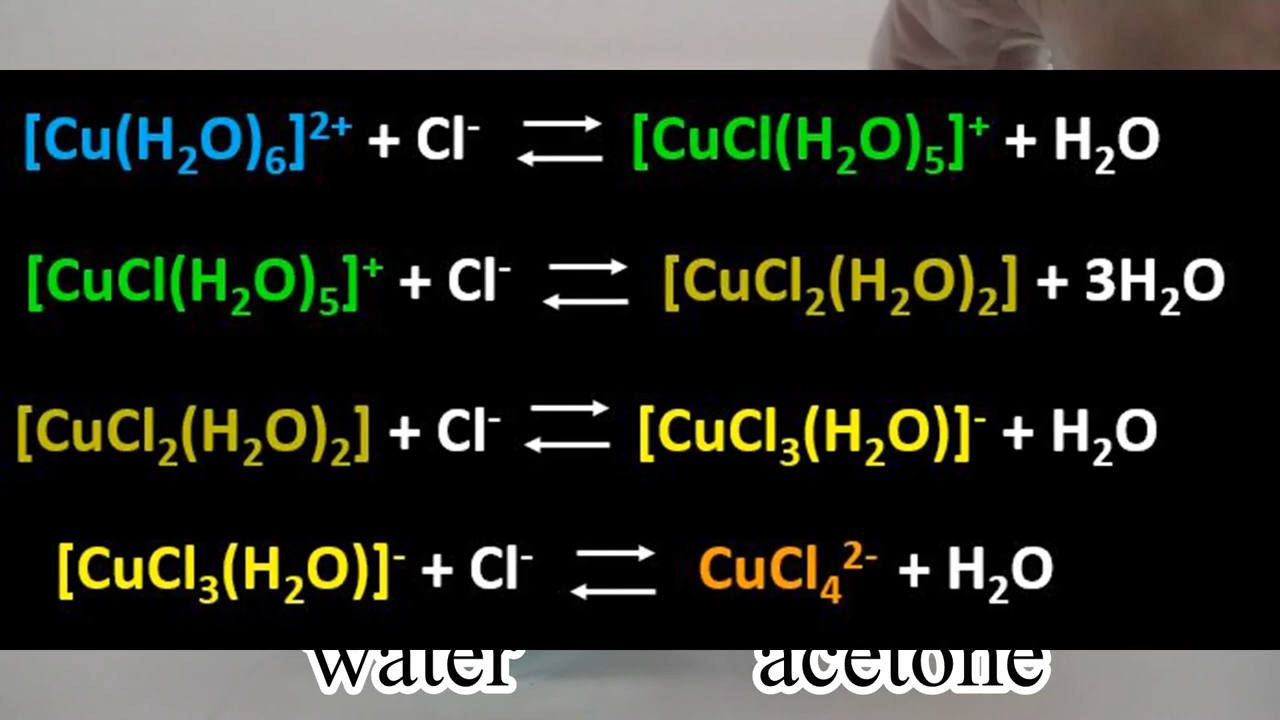 [Cu(H₂O)₆]²⁺ + Cl⁻ ⇌ [CuCl(H₂O)₅]⁺ + H₂O
[CuCl(H₂O)₅]⁺ + Cl⁻ ⇌ [CuCl₂(H₂O)₂] + 3H₂O
[CuCl₂(H₂O)₂] + Cl⁻ ⇌ [CuCl₃(H₂O)]⁻ + H₂O
[CuCl₃(H₂O)]⁻ + Cl⁻ ⇌ CuCl₄²⁻ + H₂O
water acetone